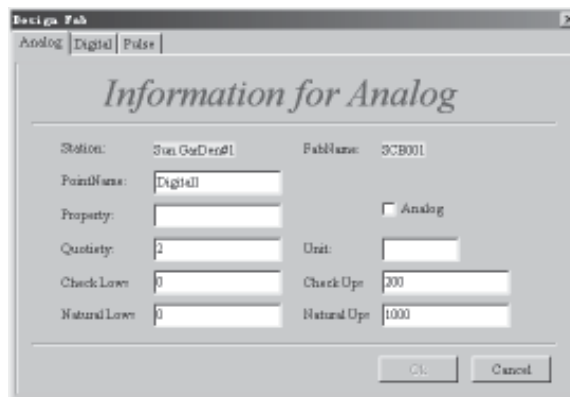 Design Fab
Analog Digital Pulse
Information for Analog
Station: Sun GarDen#1 FabName: SCB001
PointName: Digital1
Property: Analog
Quotiety: 2 Unit:
Check Low: 0 Check Up: 200
Natural Low: 0 Natural Up: 1000
Ok Cancel